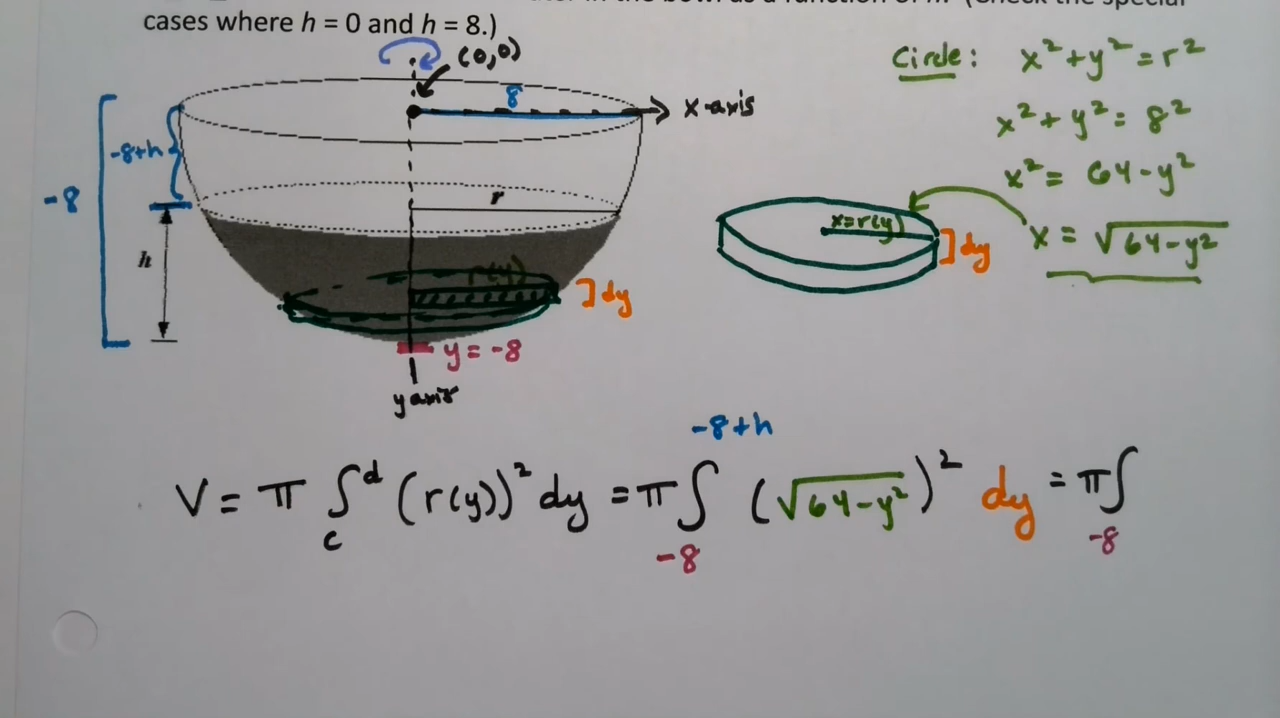 cases where h = 0 and h = 8.)
(0,0)
8
x-axis
-8+h
-8
r
h
r(y)
dy
y = -8
y axis
Circle: x² + y² = r²
x² + y² = 8²
x² = 64 - y²
x = √64 - y²
x=r(y)
dy
V = π ∫c^d (r(y))² dy = π ∫-8^-8+h (√64 - y²)² dy = π ∫-8